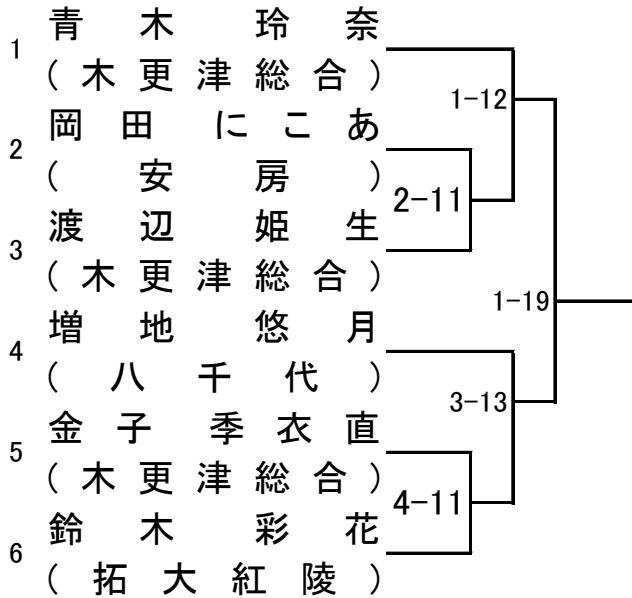 1
青木 玲奈
(木更津総合)
2
岡田 にこあ
(安房)
3
渡辺 姫生
(木更津総合)
4
増地 悠月
(八千代)
5
金子 季衣直
(木更津総合)
6
鈴木 彩花
(拓大紅陵)
1-12
2-11
1-19
3-13
4-11